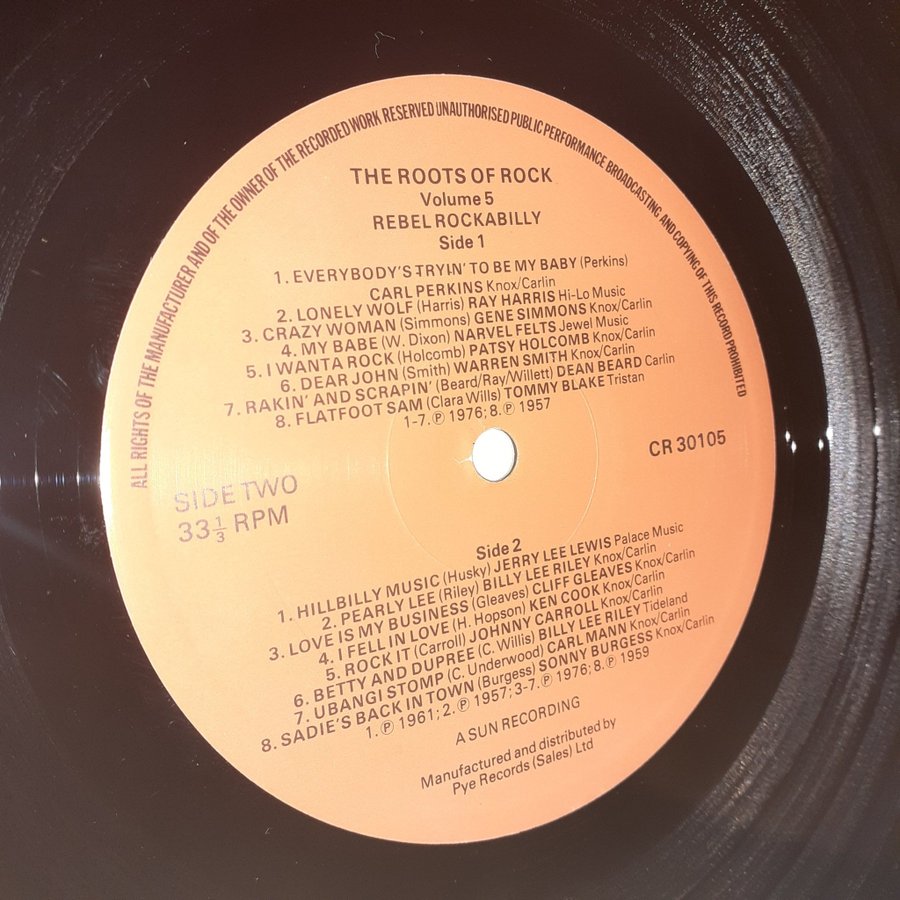 ALL RIGHTS OF THE MANUFACTURER AND OF THE OWNER OF THE RECORDED WORK RESERVED UNAUTHORISED PUBLIC PERFORMANCE BROADCASTING AND COPYING OF THIS RECORD PROHIBITED
THE ROOTS OF ROCK
Volume 5
REBEL ROCKABILLY
Side 1
1. EVERYBODY'S TRYIN' TO BE MY BABY (Perkins)
CARL PERKINS Knox/Carlin
2. LONELY WOLF (Harris) RAY HARRIS Hi-Lo Music
3. CRAZY WOMAN (Simmons) GENE SIMMONS Knox/Carlin
4. MY BABE (W. Dixon) NARVEL FELTS Jewel Music
5. I WANTA ROCK (Holcomb) PATSY HOLCOMB Knox/Carlin
6. DEAR JOHN (Smith) WARREN SMITH Knox/Carlin
7. RAKIN' AND SCRAPIN' (Beard/Ray/Willett) DEAN BEARD Carlin
8. FLATFOOT SAM (Clara Wills) TOMMY BLAKE Tristan
1-7. Ⓟ 1976; 8. Ⓟ 1957
CR 30105
SIDE TWO
33⅓ RPM
Side 2
1. HILLBILLY MUSIC (Husky) JERRY LEE LEWIS Palace Music
2. PEARLY LEE (Riley) BILLY LEE RILEY Knox/Carlin
3. LOVE IS MY BUSINESS (Gleaves) CLIFF GLEAVES Knox/Carlin
4. I FELL IN LOVE (H. Hopson) KEN COOK Knox/Carlin
5. ROCK IT (Carroll) JOHNNY CARROLL Knox/Carlin
6. BETTY AND DUPREE (C. Willis) BILLY LEE RILEY Tideland
7. UBANGI STOMP (C. Underwood) CARL MANN Knox/Carlin
8. SADIE'S BACK IN TOWN (Burgess) SONNY BURGESS Knox/Carlin
1. Ⓟ 1961; 2. Ⓟ 1957; 3-7. Ⓟ 1976; 8. Ⓟ 1959
A SUN RECORDING
Manufactured and distributed by
Pye Records (Sales) Ltd